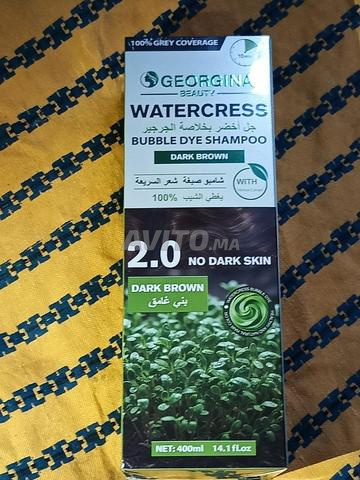 100% GREY COVERAGE
10min
GEORGINA
BEAUTY
WATERCRESS
جل أخضر بخلاصة الجرجير
BUBBLE DYE SHAMPOO
DARK BROWN
شامبو صبغة شعر السريعة
يغطي الشيب 100%
WITH
AVITO.ma
2.0 NO DARK SKIN
DARK BROWN
بني غامق
NET: 400ml 14.1fl.oz